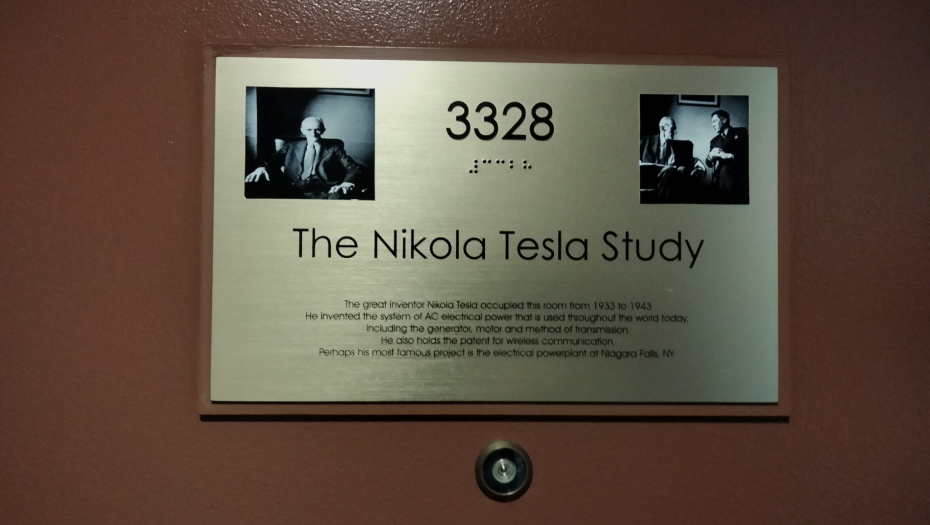 3328
⠼⠉⠉⠃⠓
The Nikola Tesla Study
The great inventor Nikola Tesla occupied this room from 1933 to 1943
He invented the system of AC electrical power that is used throughout the world today,
including the generator, motor and method of transmission.
He also holds the patent for wireless communication.
Perhaps his most famous project is the electrical powerplant at Niagara Falls, NY.